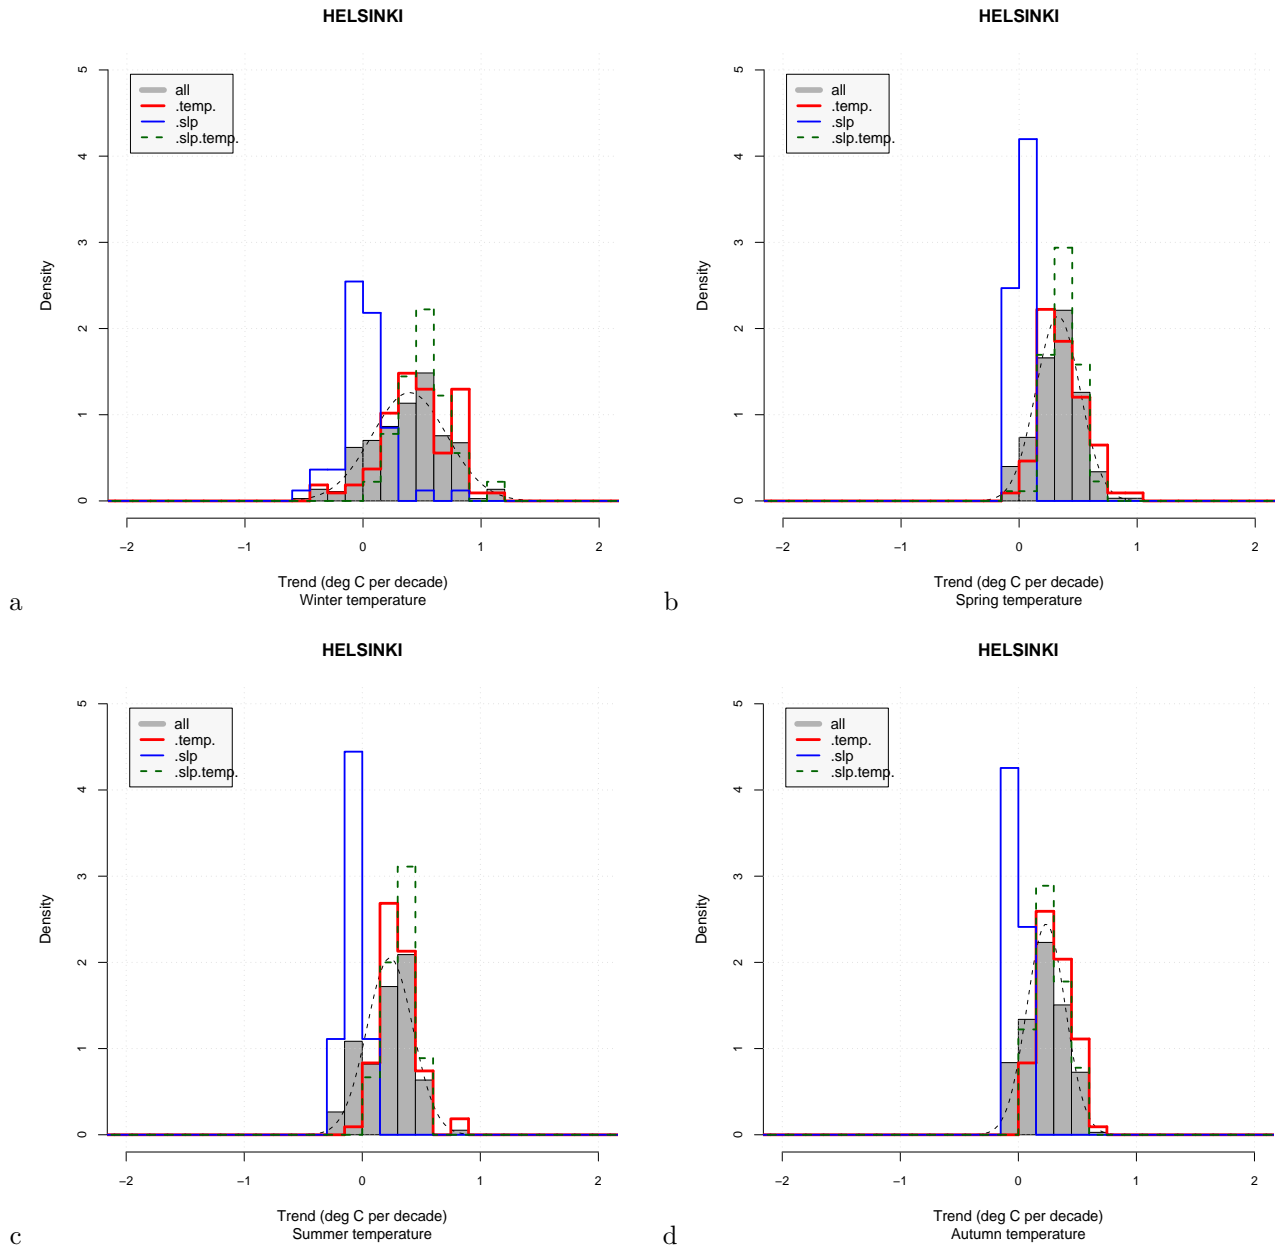 HELSINKI
all
.temp.
.slp
.slp.temp.
5
4
3
2
1
0
Density
−2
−1
0
1
2
Trend (deg C per decade)
Winter temperature
a
HELSINKI
all
.temp.
.slp
.slp.temp.
5
4
3
2
1
0
Density
−2
−1
0
1
2
Trend (deg C per decade)
Spring temperature
b
HELSINKI
all
.temp.
.slp
.slp.temp.
5
4
3
2
1
0
Density
−2
−1
0
1
2
Trend (deg C per decade)
Summer temperature
c
HELSINKI
all
.temp.
.slp
.slp.temp.
5
4
3
2
1
0
Density
−2
−1
0
1
2
Trend (deg C per decade)
Autumn temperature
d